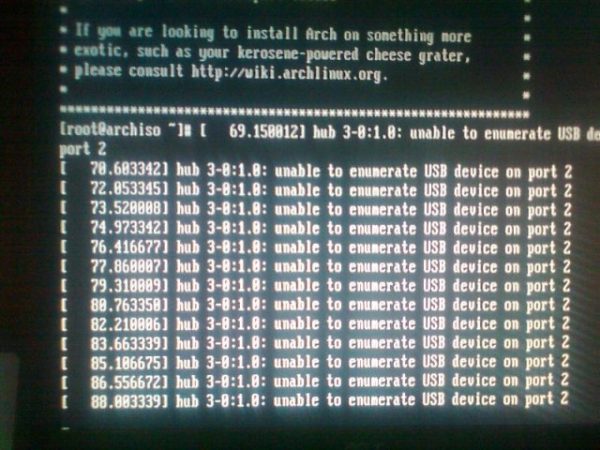 *
* If you are looking to install Arch on something more *
* exotic, such as your kerosene-powered cheese grater, *
* please consult http://wiki.archlinux.org. *
* *
* *
**************************************************************
[root@archiso ~]# [   69.150012] hub 3-0:1.0: unable to enumerate USB de
port 2
[   70.603342] hub 3-0:1.0: unable to enumerate USB device on port 2
[   72.053345] hub 3-0:1.0: unable to enumerate USB device on port 2
[   73.520008] hub 3-0:1.0: unable to enumerate USB device on port 2
[   74.973342] hub 3-0:1.0: unable to enumerate USB device on port 2
[   76.416677] hub 3-0:1.0: unable to enumerate USB device on port 2
[   77.860007] hub 3-0:1.0: unable to enumerate USB device on port 2
[   79.310009] hub 3-0:1.0: unable to enumerate USB device on port 2
[   80.763350] hub 3-0:1.0: unable to enumerate USB device on port 2
[   82.210006] hub 3-0:1.0: unable to enumerate USB device on port 2
[   83.663339] hub 3-0:1.0: unable to enumerate USB device on port 2
[   85.106675] hub 3-0:1.0: unable to enumerate USB device on port 2
[   86.556672] hub 3-0:1.0: unable to enumerate USB device on port 2
[   88.003339] hub 3-0:1.0: unable to enumerate USB device on port 2